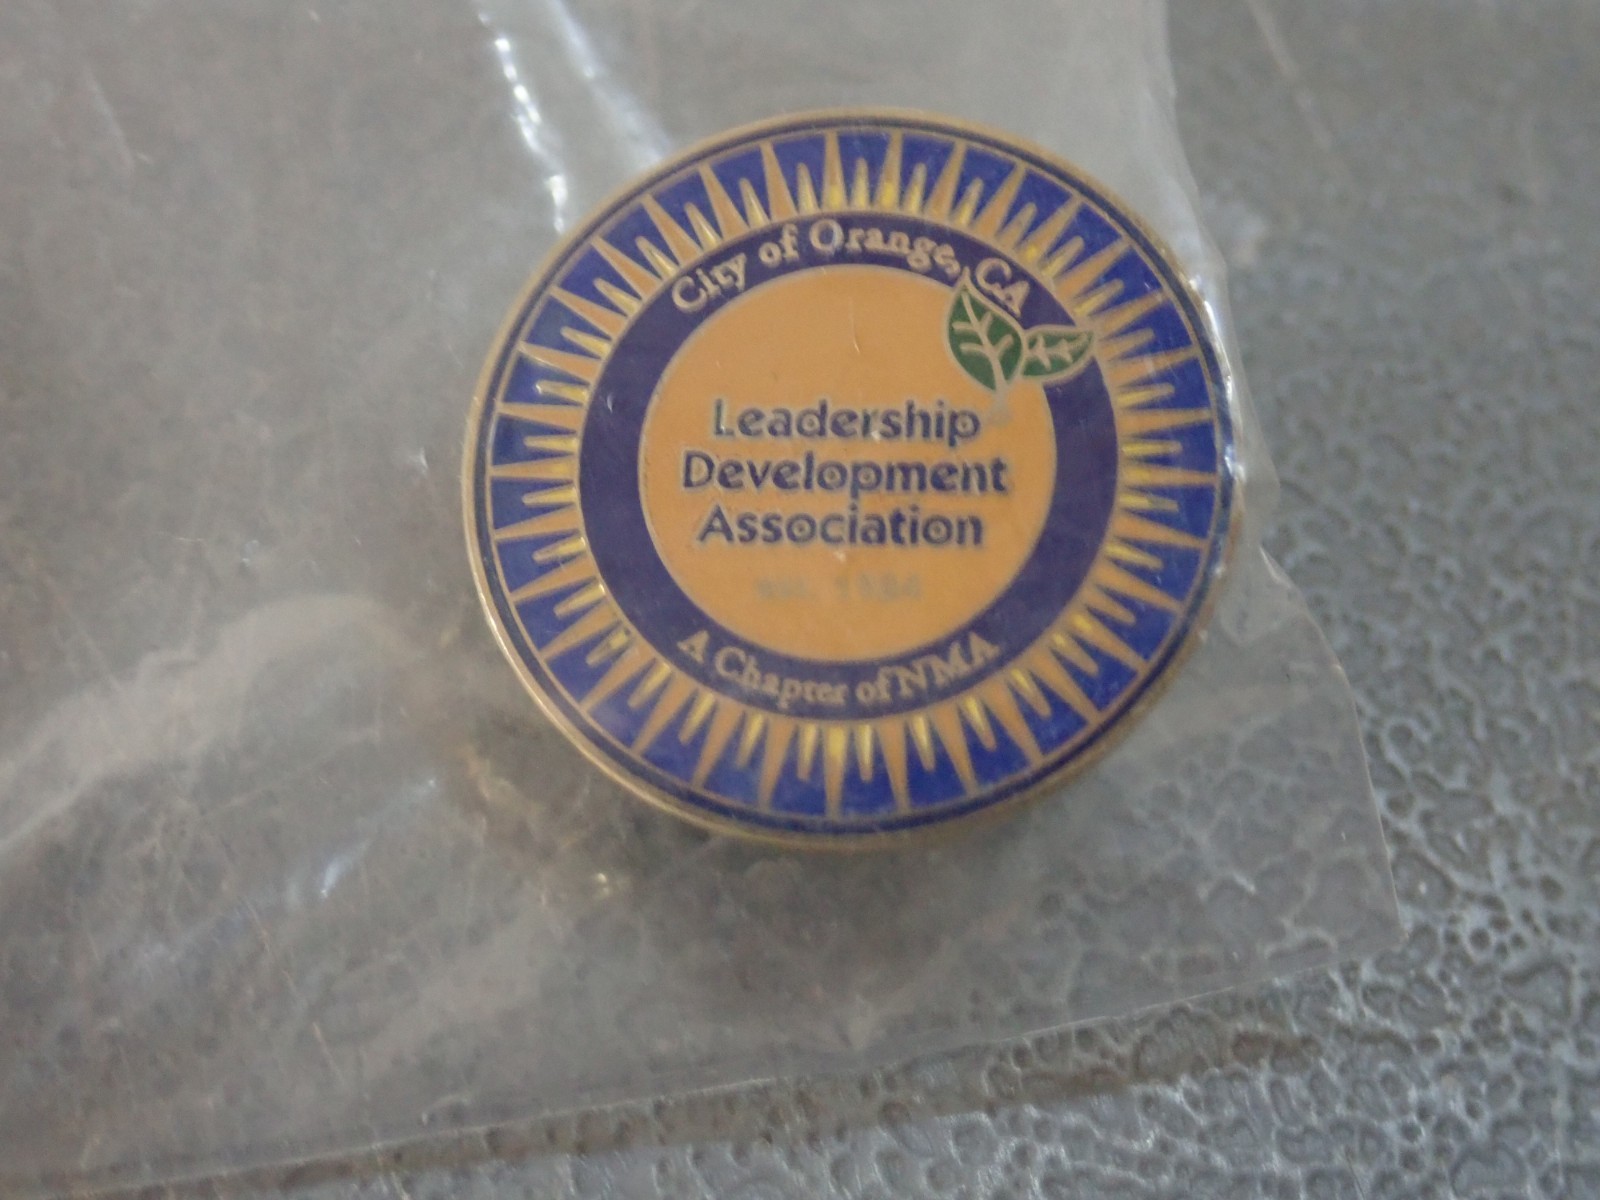 City of Orange, CA
Leadership
Development
Association
A Chapter of NMA